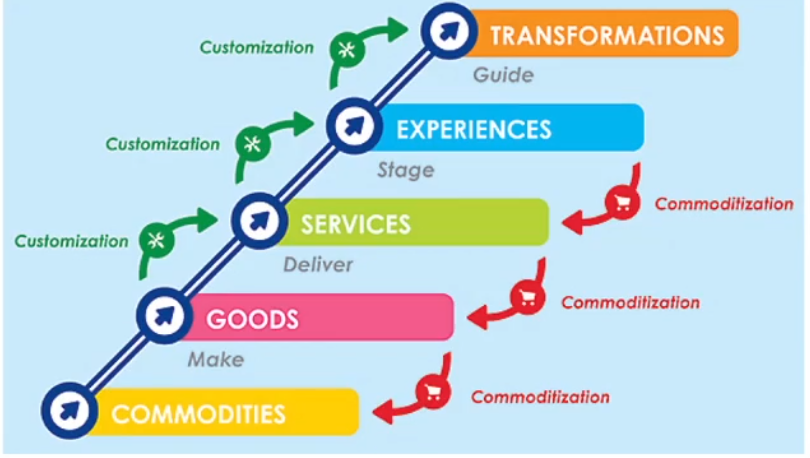 Customization
TRANSFORMATIONS
Guide
Customization
EXPERIENCES
Stage
Commoditization
Customization
SERVICES
Deliver
Commoditization
GOODS
Make
Commoditization
COMMODITIES